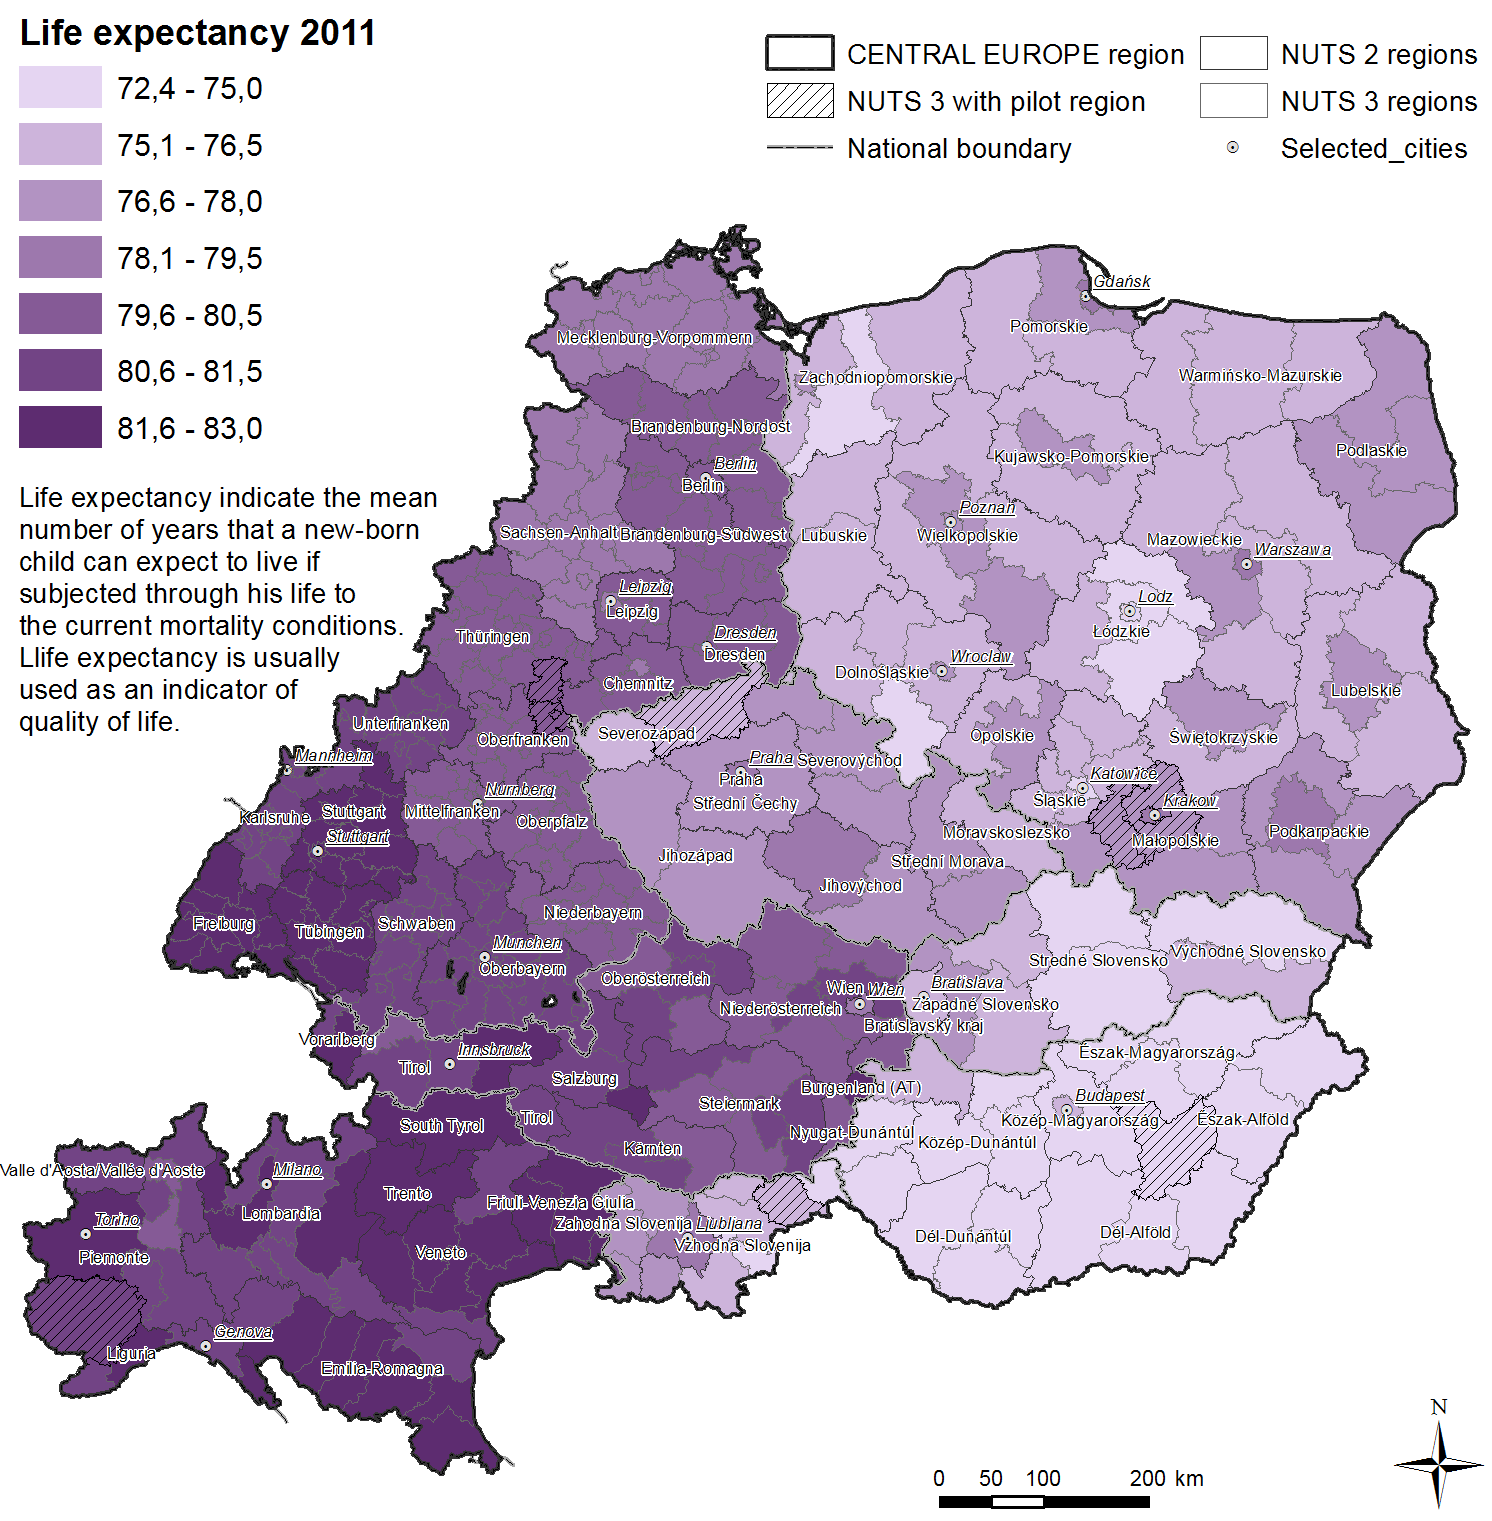 Life expectancy 2011
72,4 - 75,0
75,1 - 76,5
76,6 - 78,0
78,1 - 79,5
79,6 - 80,5
80,6 - 81,5
81,6 - 83,0
Life expectancy indicate the mean
number of years that a new-born
child can expect to live if
subjected through his life to
the current mortality conditions.
Llife expectancy is usually
used as an indicator of
quality of life.
CENTRAL EUROPE region
NUTS 3 with pilot region
National boundary
NUTS 2 regions
NUTS 3 regions
Selected_cities
Gdańsk
Pomorskie
Mecklenburg-Vorpommern
Zachodniopomorskie
Warmińsko-Mazurskie
Brandenburg-Nordost
Podlaskie
Kujawsko-Pomorskie
Berlin
Berlin
Poznań
Sachsen-Anhalt
Brandenburg-Südwest
Lubuskie
Wielkopolskie
Mazowieckie
Warszawa
Leipzig
Leipzig
Lodz
Łódzkie
Thüringen
Dresden
Dresden
Wroclaw
Dolnośląskie
Chemnitz
Lubelskie
Unterfranken
Oberfranken
Severozápad
Opolskie
Świętokrzyskie
Mannheim
Praha
Praha
Severovýchod
Katowice
Nürnberg
Stuttgart
Mittelfranken
Karlsruhe
Oberpfalz
Střední Čechy
Śląskie
Krakow
Stuttgart
Moravskoslezsko
Małopolskie
Podkarpackie
Jihozápad
Střední Morava
Jihovýchod
Freiburg
Tübingen
Schwaben
Niederbayern
München
Oberbayern
Stredné Slovensko
Východné Slovensko
Oberösterreich
Wien
Wien
Bratislava
Niederösterreich
Západné Slovensko
Bratislavský kraj
Vorarlberg
Innsbruck
Tirol
Észak-Magyarország
Salzburg
Burgenland (AT)
Budapest
Steiermark
South Tyrol
Tirol
Közép-Magyarország
Észak-Alföld
Nyugat-Dunántúl
Közép-Dunántúl
Kärnten
Valle d'Aosta/Vallée d'Aoste
Milano
Trento
Friuli-Venezia Giulia
Lombardia
Torino
Zahodna Slovenija
Ljubljana
Vzhodna Slovenija
Dél-Dunántúl
Dél-Alföld
Piemonte
Veneto
Genova
Liguria
Emilia-Romagna
N
0 50 100 200 km